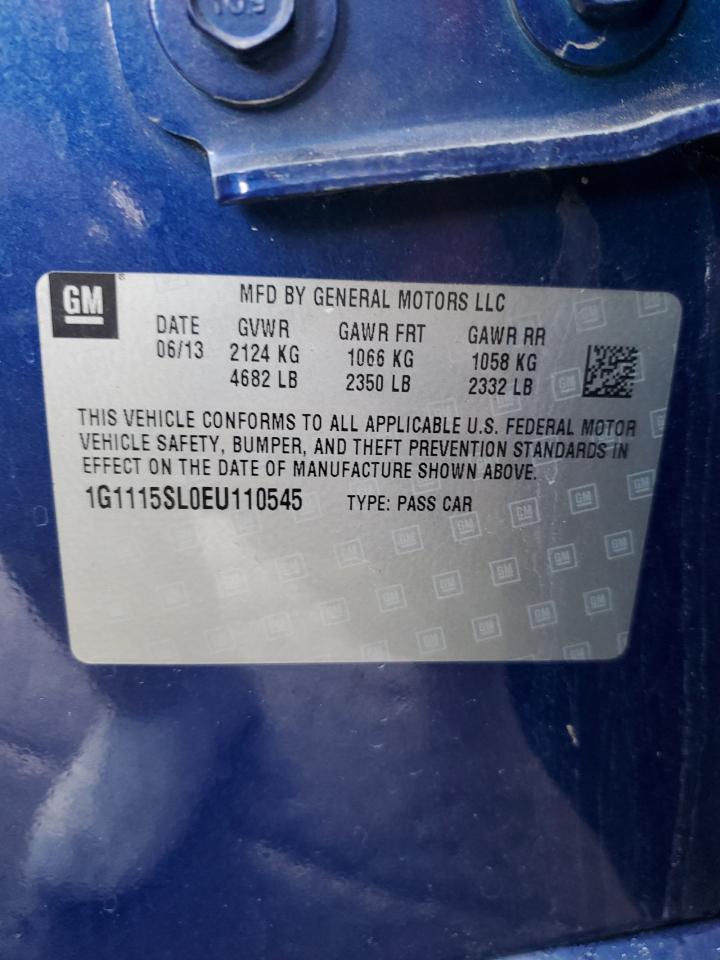 10.9
GM
MFD BY GENERAL MOTORS LLC
DATE GVWR GAWR FRT GAWR RR
06/13 2124 KG 1066 KG 1058 KG
4682 LB 2350 LB 2332 LB
THIS VEHICLE CONFORMS TO ALL APPLICABLE U.S. FEDERAL MOTOR
VEHICLE SAFETY, BUMPER, AND THEFT PREVENTION STANDARDS IN
EFFECT ON THE DATE OF MANUFACTURE SHOWN ABOVE.
1G1115SL0EU110545 TYPE: PASS CAR